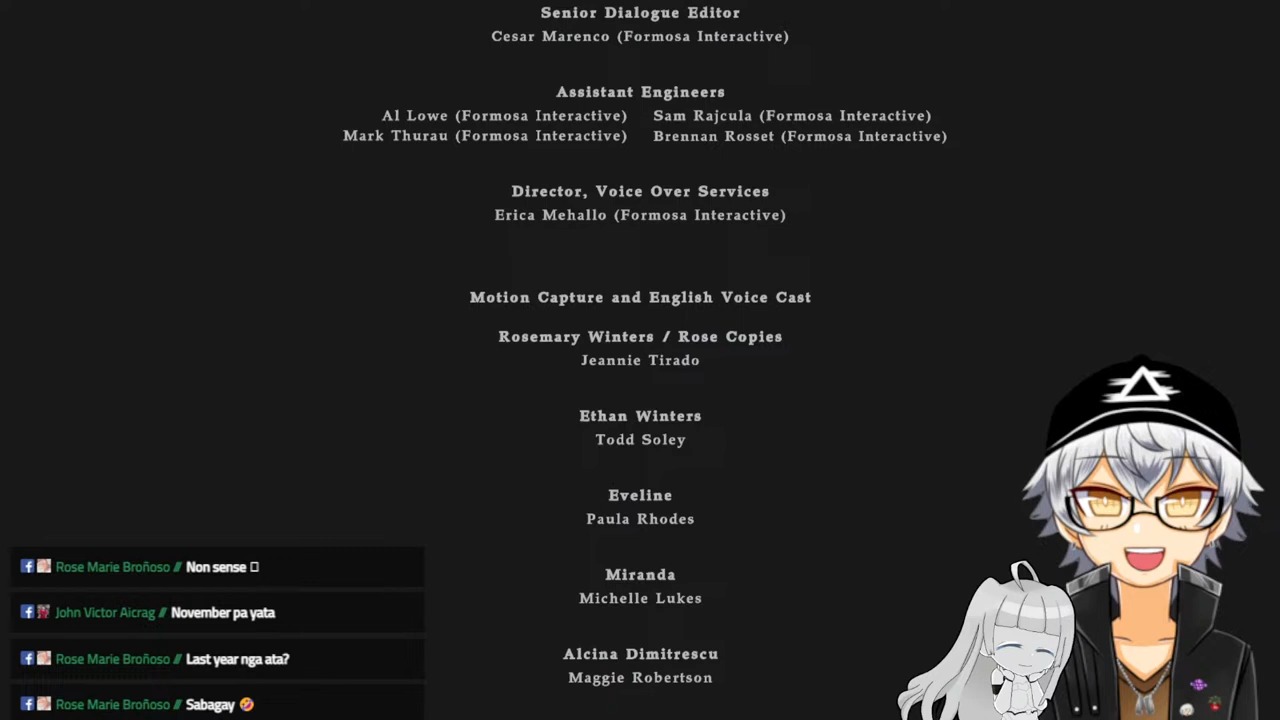 Senior Dialogue Editor
Cesar Marenco (Formosa Interactive)
Assistant Engineers
Al Lowe (Formosa Interactive) Sam Rajcula (Formosa Interactive)
Mark Thurau (Formosa Interactive) Brennan Rosset (Formosa Interactive)
Director, Voice Over Services
Erica Mehallo (Formosa Interactive)
Motion Capture and English Voice Cast
Rosemary Winters / Rose Copies
Jeannie Tirado
Ethan Winters
Todd Soley
Eveline
Paula Rhodes
Miranda
Michelle Lukes
Alcina Dimitrescu
Maggie Robertson
Rose Marie Broñoso // Non sense
John Victor Aicrag // November pa yata
Rose Marie Broñoso // Last year nga ata?
Rose Marie Broñoso // Sabagay 🤣